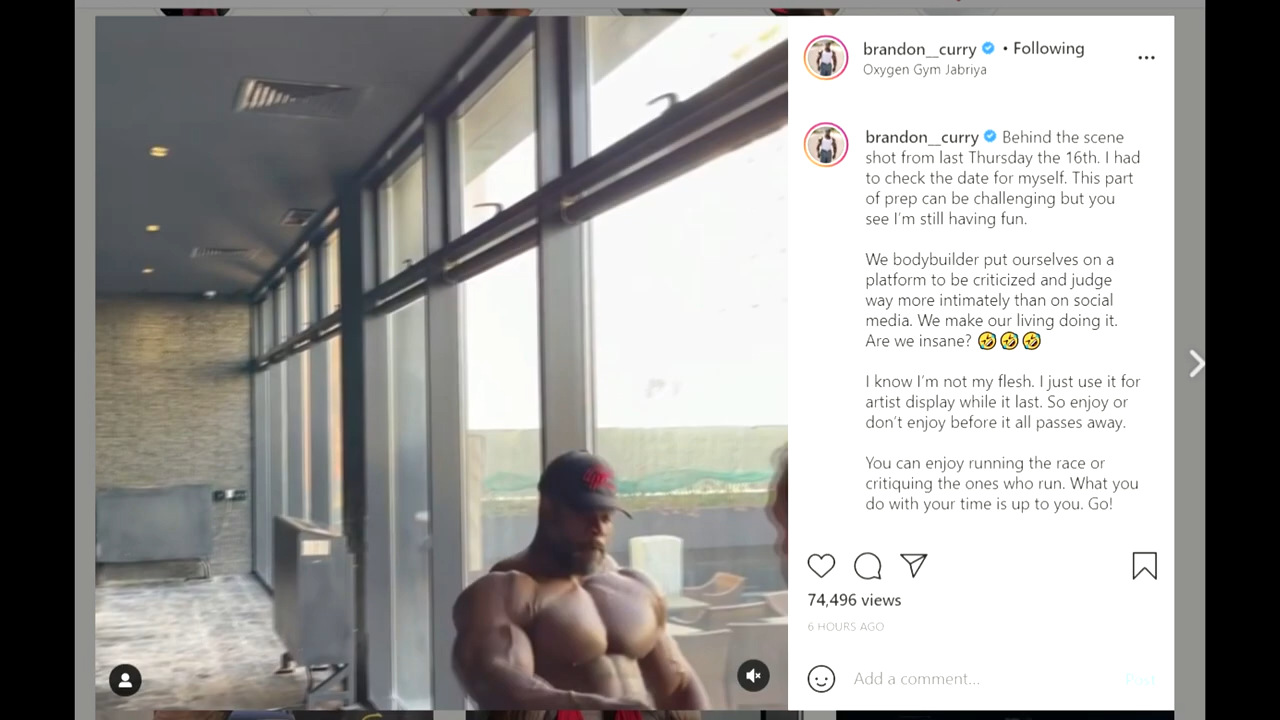 brandon__curry • Following
Oxygen Gym Jabriya
brandon__curry Behind the scene
shot from last Thursday the 16th. I had
to check the date for myself. This part
of prep can be challenging but you
see I'm still having fun.
We bodybuilder put ourselves on a
platform to be criticized and judge
way more intimately than on social
media. We make our living doing it.
Are we insane? 🤣🤣🤣
I know I'm not my flesh. I just use it for
artist display while it last. So enjoy or
don't enjoy before it all passes away.
You can enjoy running the race or
critiquing the ones who run. What you
do with your time is up to you. Go!
74,496 views
6 HOURS AGO
Add a comment... Post